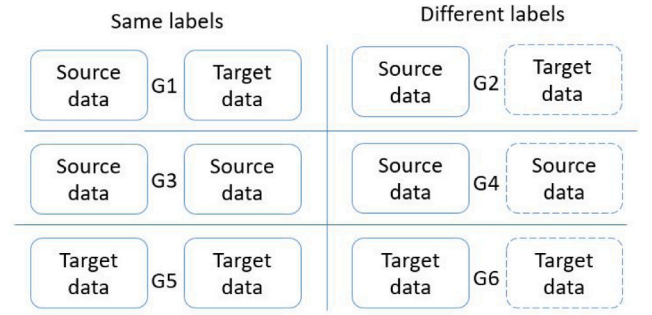 Same labels
Different labels
Source data G1 Target data
Source data G2 Target data
Source data G3 Source data
Source data G4 Source data
Target data G5 Target data
Target data G6 Target data